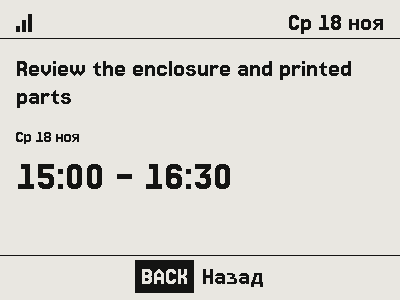 Ср 18 ноя
Review the enclosure and printed
parts
Ср 18 ноя
15:00 – 16:30
BACK Назад